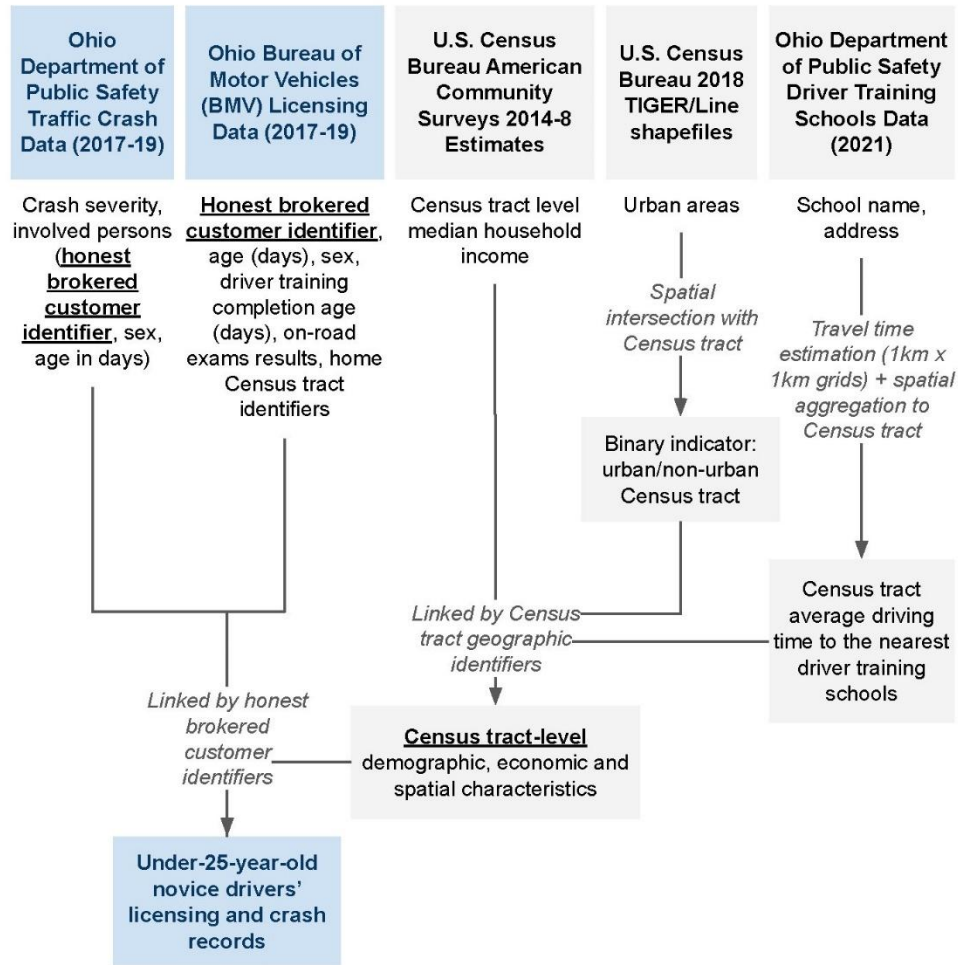 Ohio
Department of
Public Safety
Traffic Crash
Data (2017-19)
Ohio Bureau of
Motor Vehicles
(BMV) Licensing
Data (2017-19)
U.S. Census
Bureau American
Community
Surveys 2014-8
Estimates
U.S. Census
Bureau 2018
TIGER/Line
shapefiles
Ohio Department
of Public Safety
Driver Training
Schools Data
(2021)
Crash severity,
involved persons
(honest
brokered
customer
identifier, sex,
age in days)
Honest brokered
customer identifier,
age (days), sex,
driver training
completion age
(days), on-road
exams results, home
Census tract
identifiers
Census tract level
median household
income
Urban areas
School name,
address
Spatial
intersection with
Census tract
Travel time
estimation (1km x
1km grids) + spatial
aggregation to
Census tract
Binary indicator:
urban/non-urban
Census tract
Census tract
average driving
time to the nearest
driver training
schools
Linked by Census
tract geographic
identifiers
Linked by honest
brokered
customer
identifiers
Census tract-level
demographic, economic and
spatial characteristics
Under-25-year-old
novice drivers’
licensing and crash
records